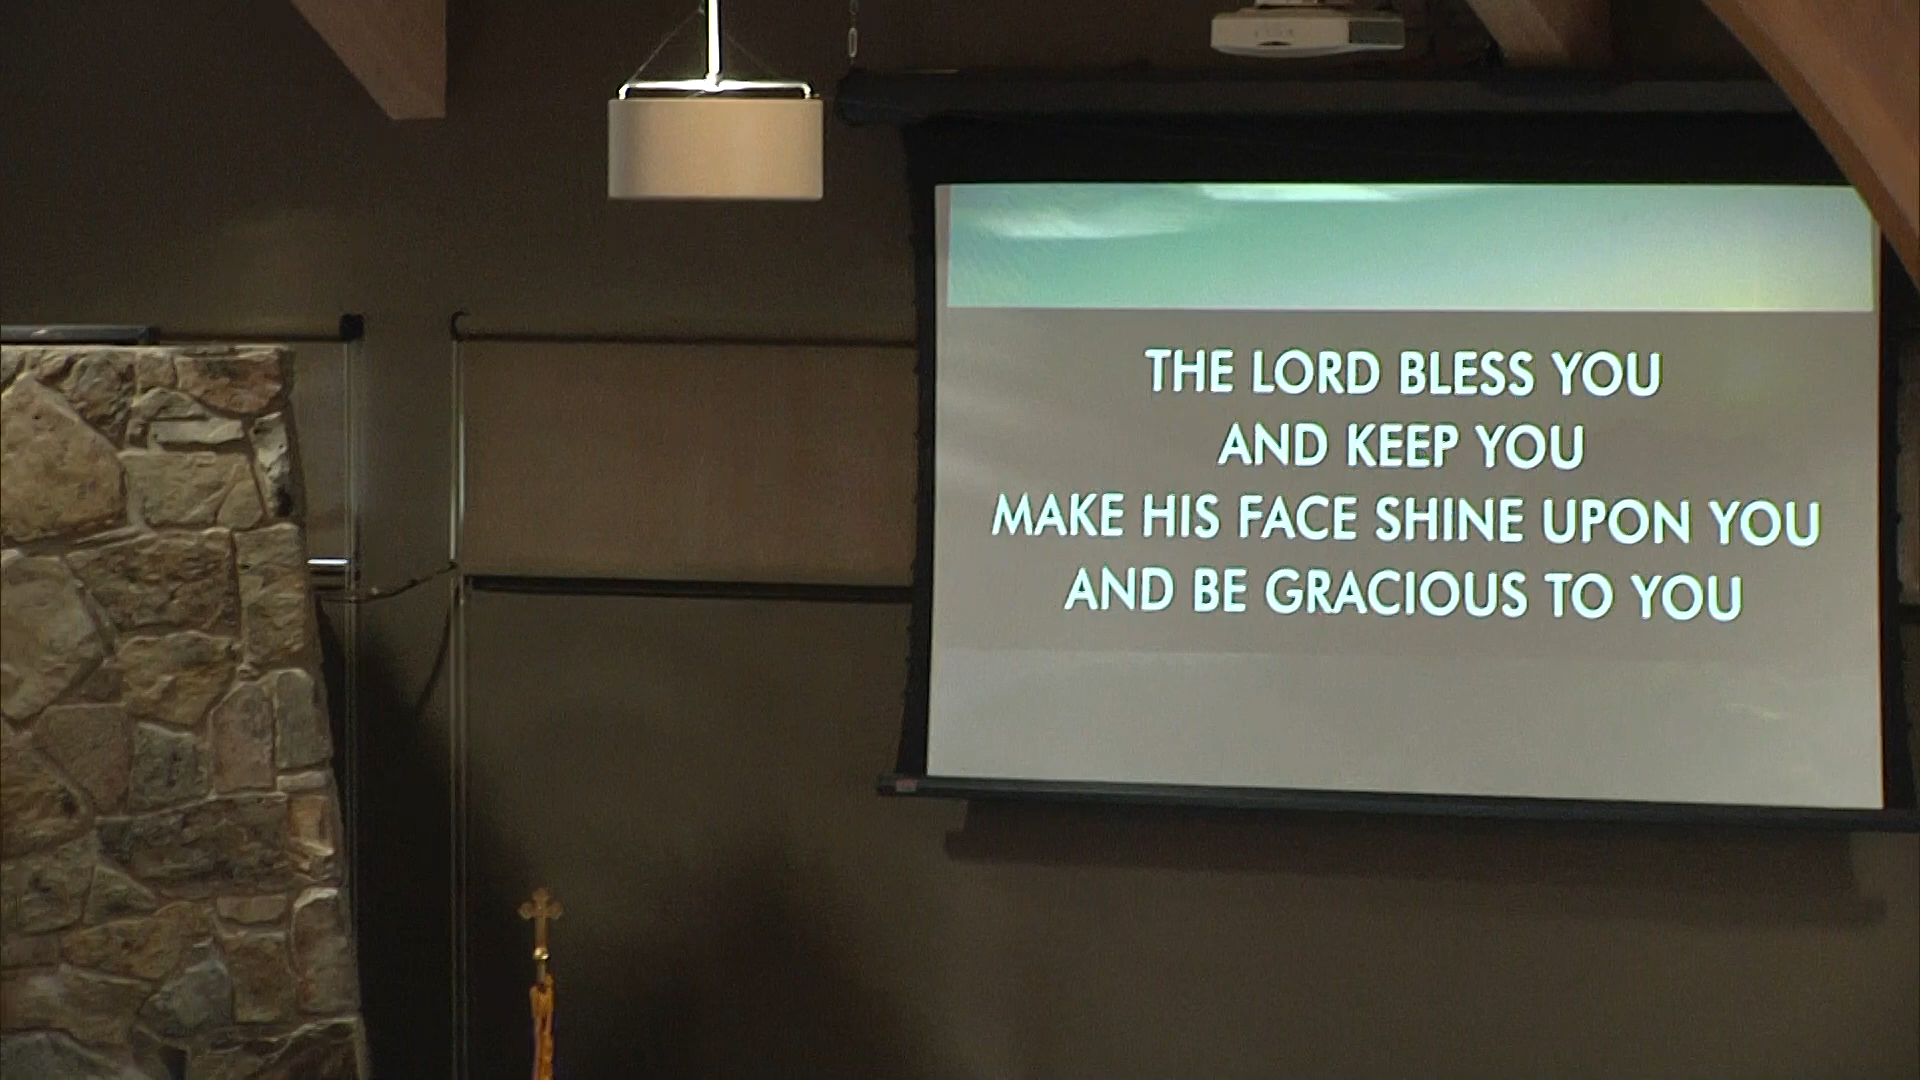 THE LORD BLESS YOU
AND KEEP YOU
MAKE HIS FACE SHINE UPON YOU
AND BE GRACIOUS TO YOU